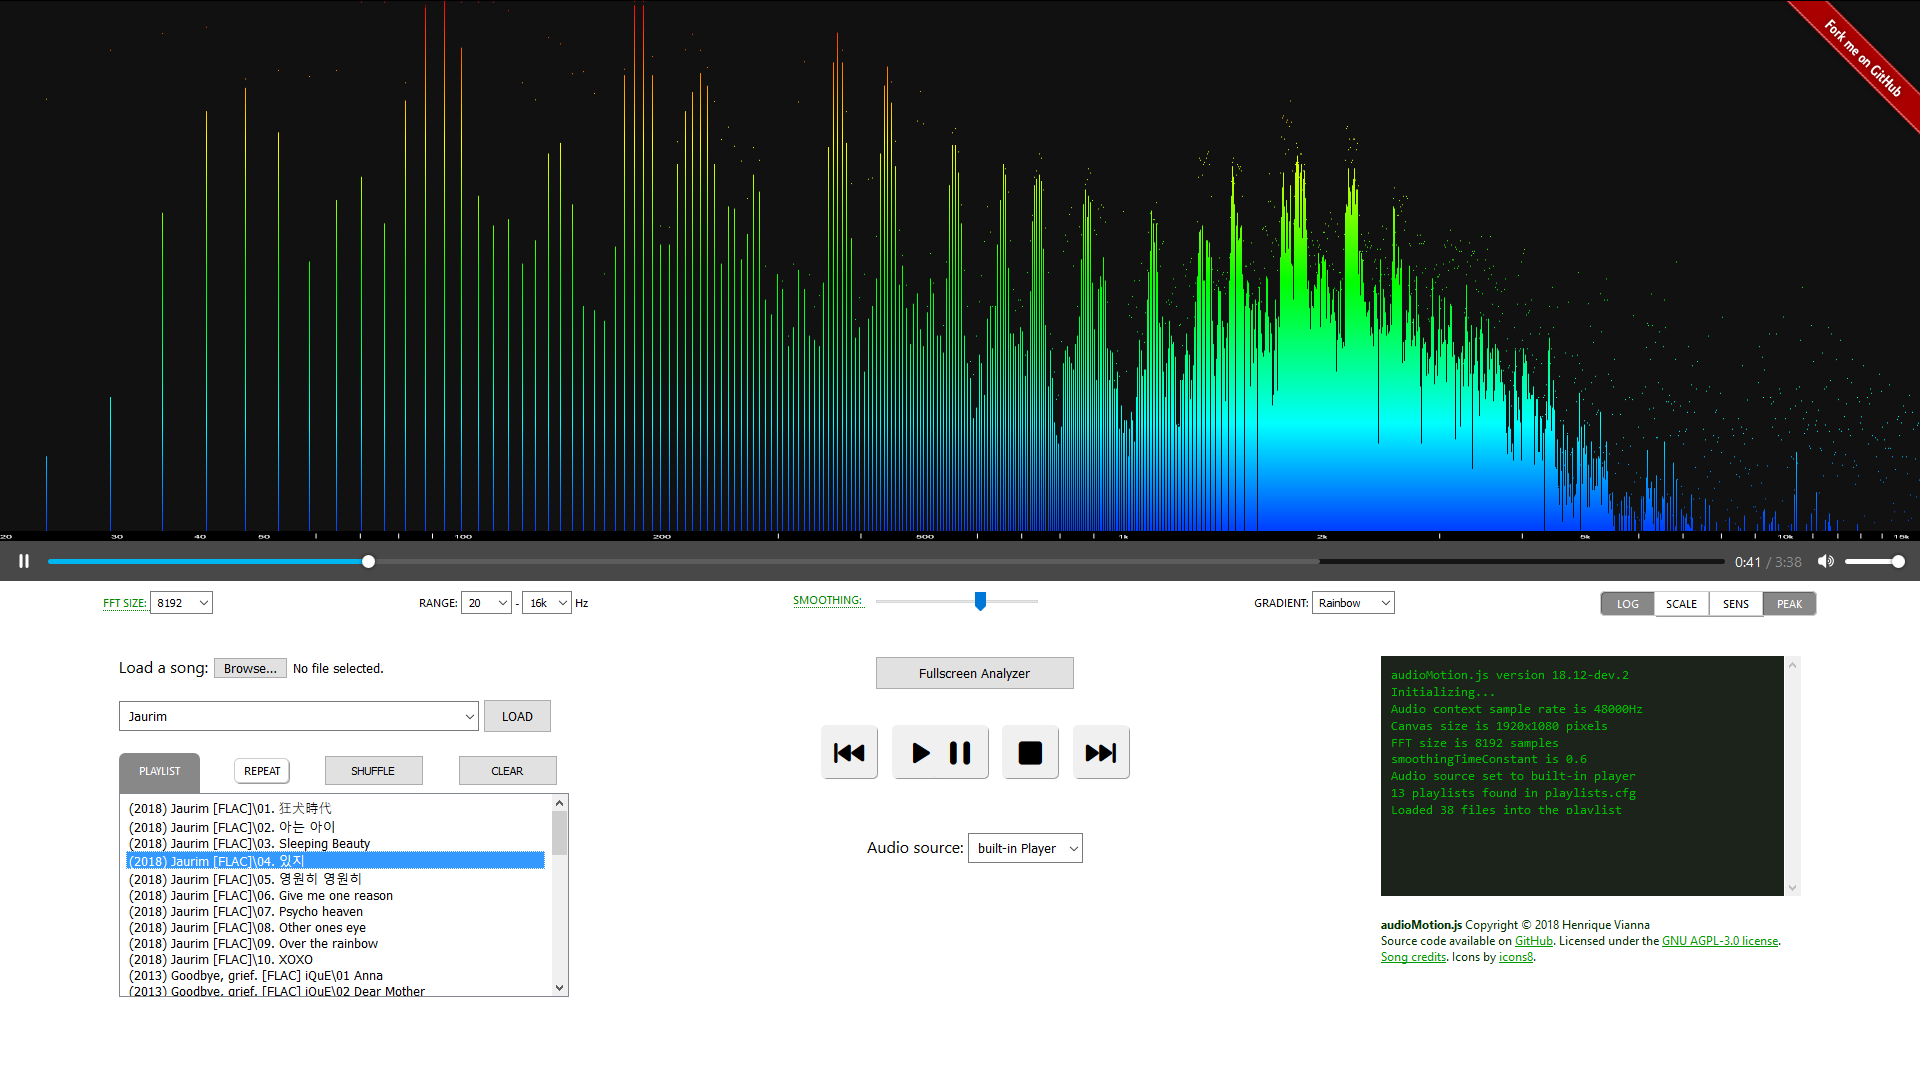 Fork me on GitHub
20 30 40 50 100 200 500 1k 2k 5k 10k 15k
0:41 / 3:38
FFT SIZE: 8192 RANGE: 20 - 16k Hz SMOOTHING: GRADIENT: Rainbow LOG SCALE SENS PEAK
Load a song: Browse... No file selected.
Jaurim LOAD
PLAYLIST REPEAT SHUFFLE CLEAR
(2018) Jaurim [FLAC]\01. 狂犬時代
(2018) Jaurim [FLAC]\02. 아는 아이
(2018) Jaurim [FLAC]\03. Sleeping Beauty
(2018) Jaurim [FLAC]\04. 있지
(2018) Jaurim [FLAC]\05. 영원히 영원히
(2018) Jaurim [FLAC]\06. Give me one reason
(2018) Jaurim [FLAC]\07. Psycho heaven
(2018) Jaurim [FLAC]\08. Other ones eye
(2018) Jaurim [FLAC]\09. Over the rainbow
(2018) Jaurim [FLAC]\10. XOXO
(2013) Goodbye, grief. [FLAC] iQuE\01 Anna
(2013) Goodbye, grief. [FLAC] iQuE\02 Dear Mother
Fullscreen Analyzer
Audio source: built-in Player
audioMotion.js version 18.12-dev.2
Initializing...
Audio context sample rate is 48000Hz
Canvas size is 1920x1080 pixels
FFT size is 8192 samples
smoothingTimeConstant is 0.6
Audio source set to built-in player
13 playlists found in playlists.cfg
Loaded 38 files into the playlist
audioMotion.js Copyright © 2018 Henrique Vianna
Source code available on GitHub. Licensed under the GNU AGPL-3.0 license.
Song credits. Icons by icons8.